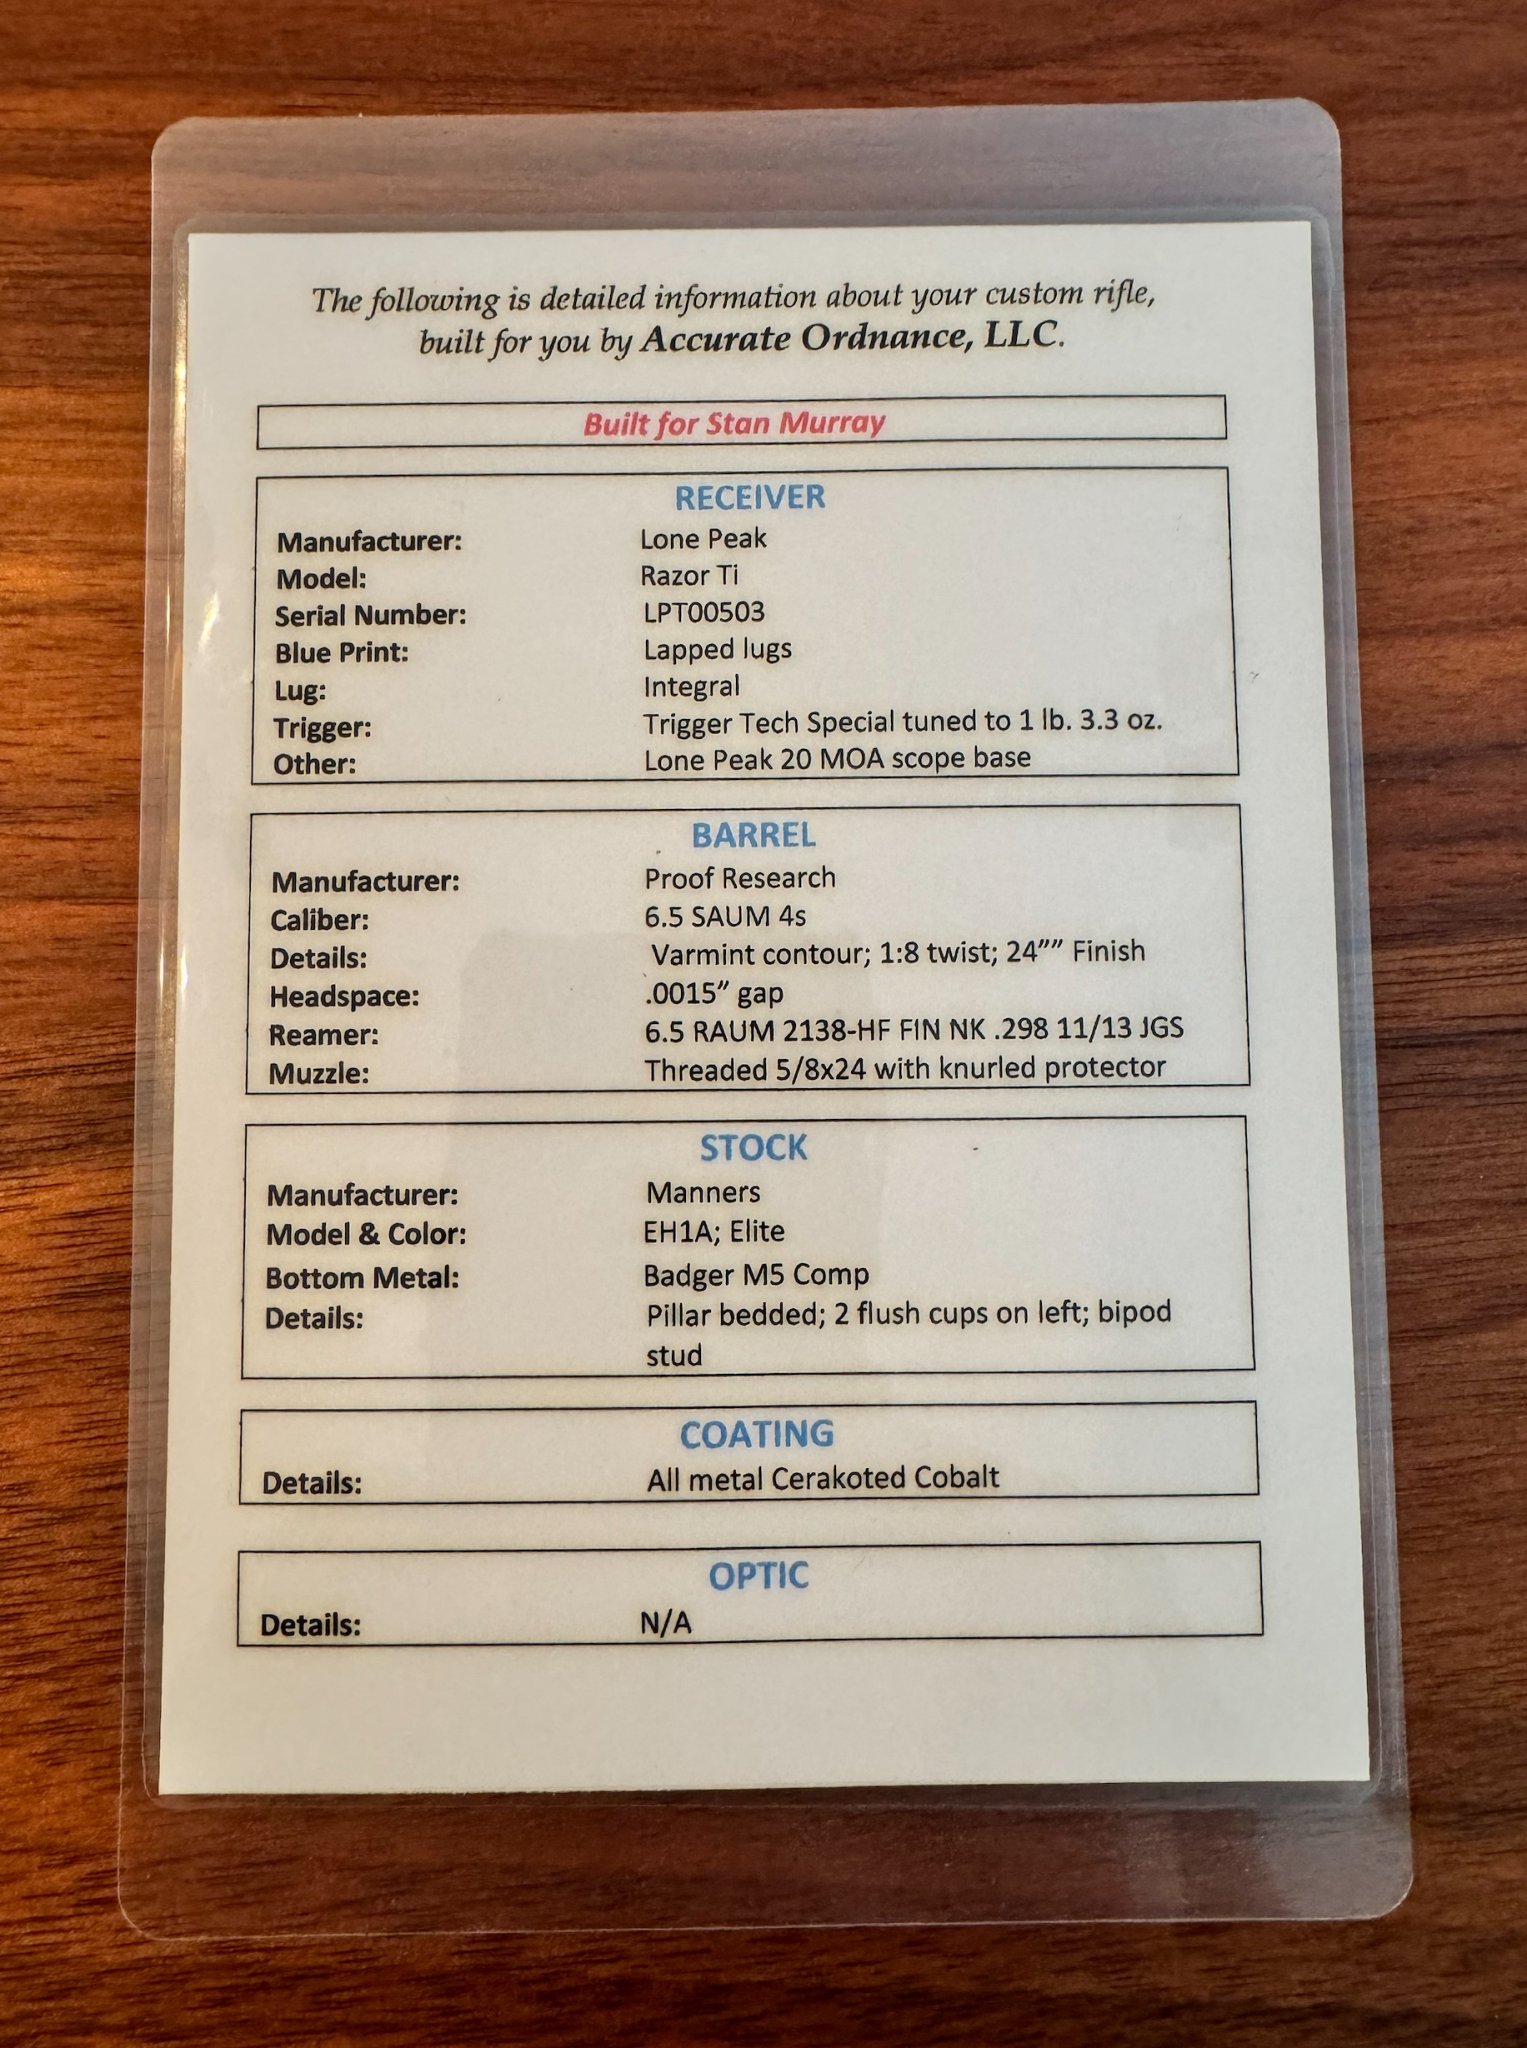 The following is detailed information about your custom rifle,
built for you by Accurate Ordnance, LLC.
Built for Stan Murray
RECEIVER
Manufacturer: Lone Peak
Model: Razor Ti
Serial Number: LPT00503
Blue Print: Lapped lugs
Lug: Integral
Trigger: Trigger Tech Special tuned to 1 lb. 3.3 oz.
Other: Lone Peak 20 MOA scope base
BARREL
Manufacturer: Proof Research
Caliber: 6.5 SAUM 4s
Details: Varmint contour; 1:8 twist; 24”” Finish
Headspace: .0015” gap
Reamer: 6.5 RAUM 2138-HF FIN NK .298 11/13 JGS
Muzzle: Threaded 5/8x24 with knurled protector
STOCK
Manufacturer: Manners
Model & Color: EH1A; Elite
Bottom Metal: Badger M5 Comp
Details: Pillar bedded; 2 flush cups on left; bipod
stud
COATING
Details: All metal Cerakoted Cobalt
OPTIC
Details: N/A